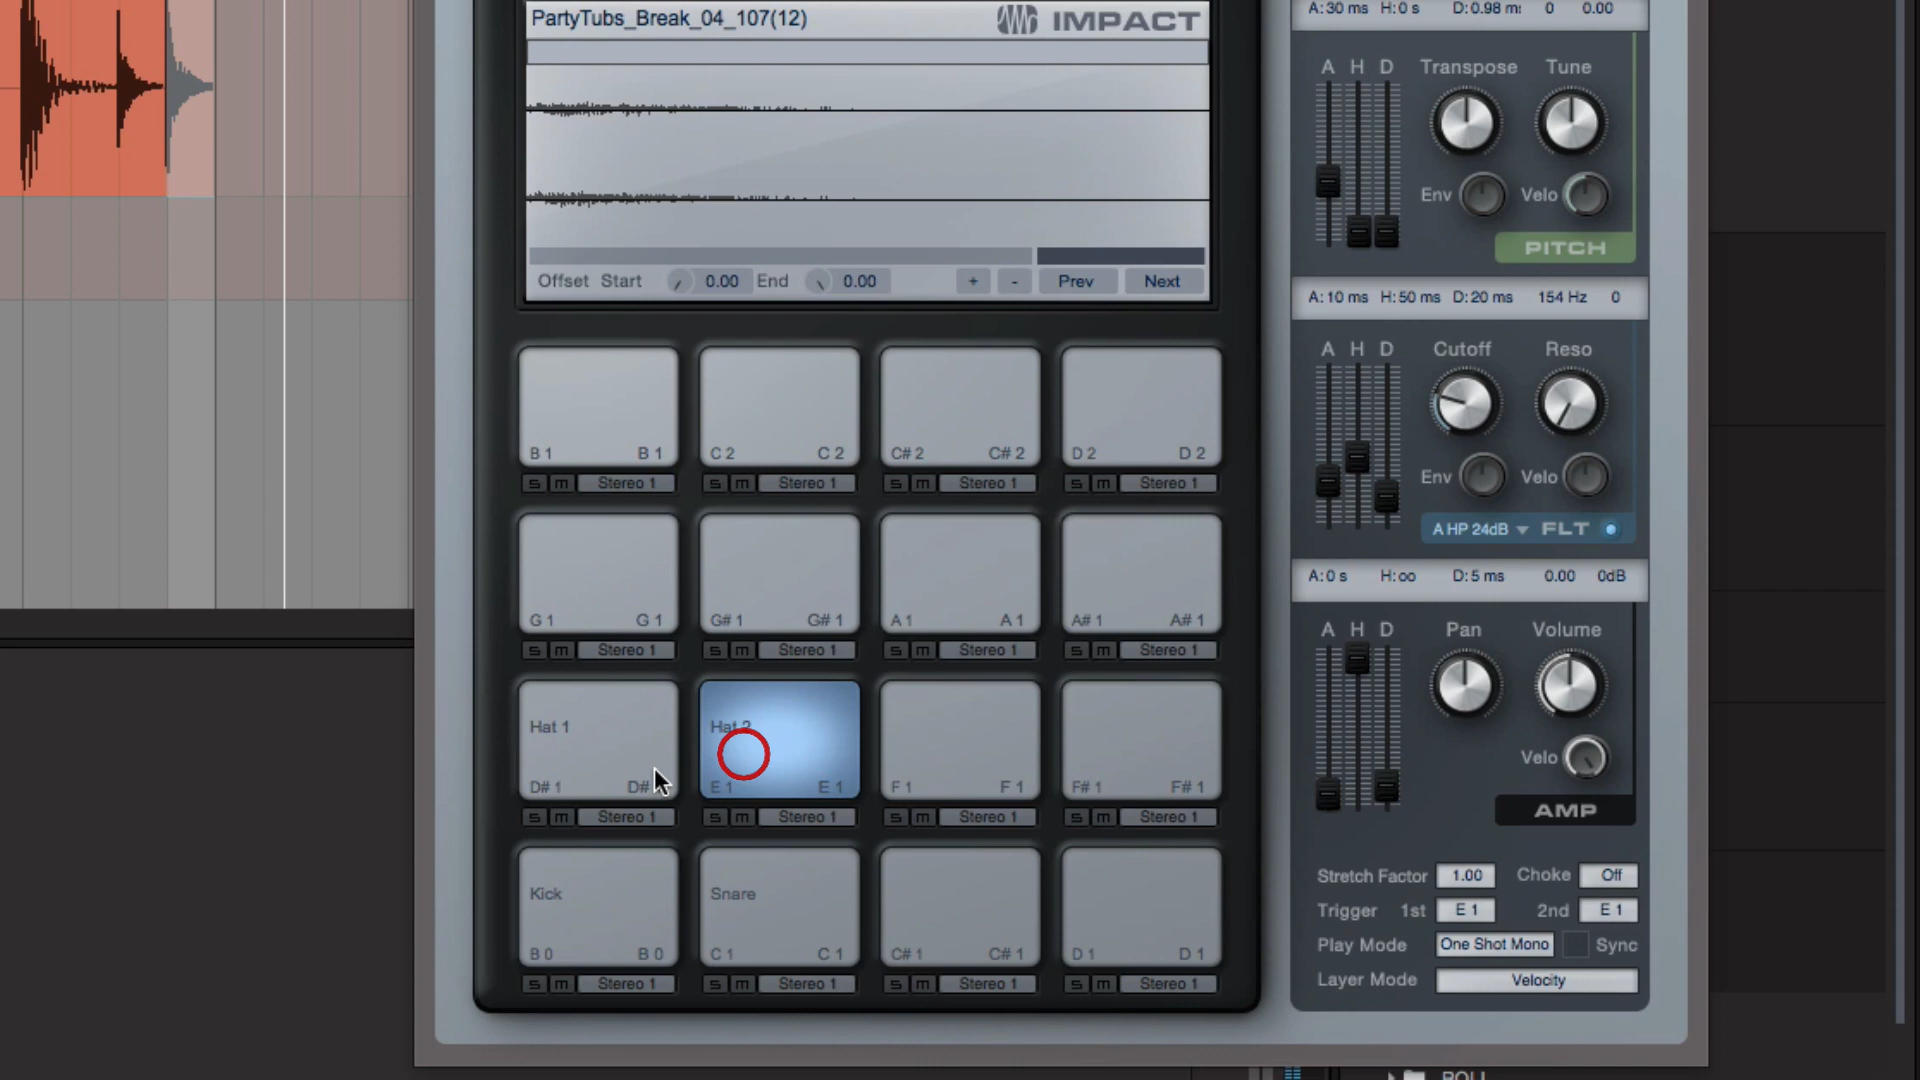 PartyTubs_Break_04_107(12)
IMPACT
Offset Start 0.00 End 0.00 + - Prev Next
B 1 B 1 C 2 C 2 C# 2 C# 2 D 2 D 2
S m Stereo 1 S m Stereo 1 S m Stereo 1 S m Stereo 1
G 1 G 1 G# 1 G# 1 A 1 A 1 A# 1 A# 1
S m Stereo 1 S m Stereo 1 S m Stereo 1 S m Stereo 1
Hat 1 Hat 2
D# 1 D# E 1 E 1 F 1 F 1 F# 1 F# 1
S m Stereo 1 S m Stereo 1 S m Stereo 1 S m Stereo 1
Kick Snare
B 0 B 0 C 1 C 1 C# 1 C# 1 D 1 D 1
S m Stereo 1 S m Stereo 1 S m Stereo 1 S m Stereo 1
A:30 ms H:0 s D:0.98 m 0 0.00
A H D Transpose Tune
Env Velo
PITCH
A:10 ms H:50 ms D:20 ms 154 Hz 0
A H D Cutoff Reso
Env Velo
A HP 24dB FLT
A:0 s H:oo D:5 ms 0.00 0dB
A H D Pan Volume
Velo
AMP
Stretch Factor 1.00 Choke Off
Trigger 1st E 1 2nd E 1
Play Mode One Shot Mono Sync
Layer Mode Velocity